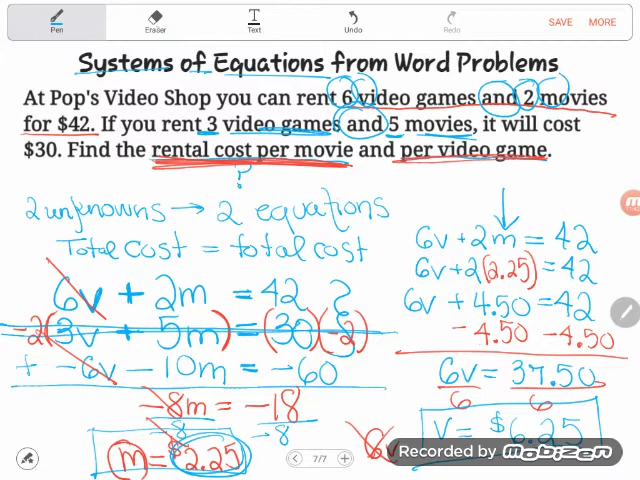 Pen Eraser Text Undo Redo SAVE MORE
Systems of Equations from Word Problems
At Pop's Video Shop you can rent 6 video games and 2 movies
for $42. If you rent 3 video games and 5 movies, it will cost
$30. Find the rental cost per movie and per video game.
?
2 unknowns → 2 equations
Total cost = total cost
6v + 2m = 42 ?
-2(3v + 5m) = (30)(-2)
+ -6v - 10m = -60
-8m = -18
-8 -8
m = $2.25
6v + 2m = 42
6v + 2(2.25) = 42
6v + 4.50 = 42
- 4.50 - 4.50
6v = 37.50
6 6
v = $6.25
7/7
Recorded by mobizen